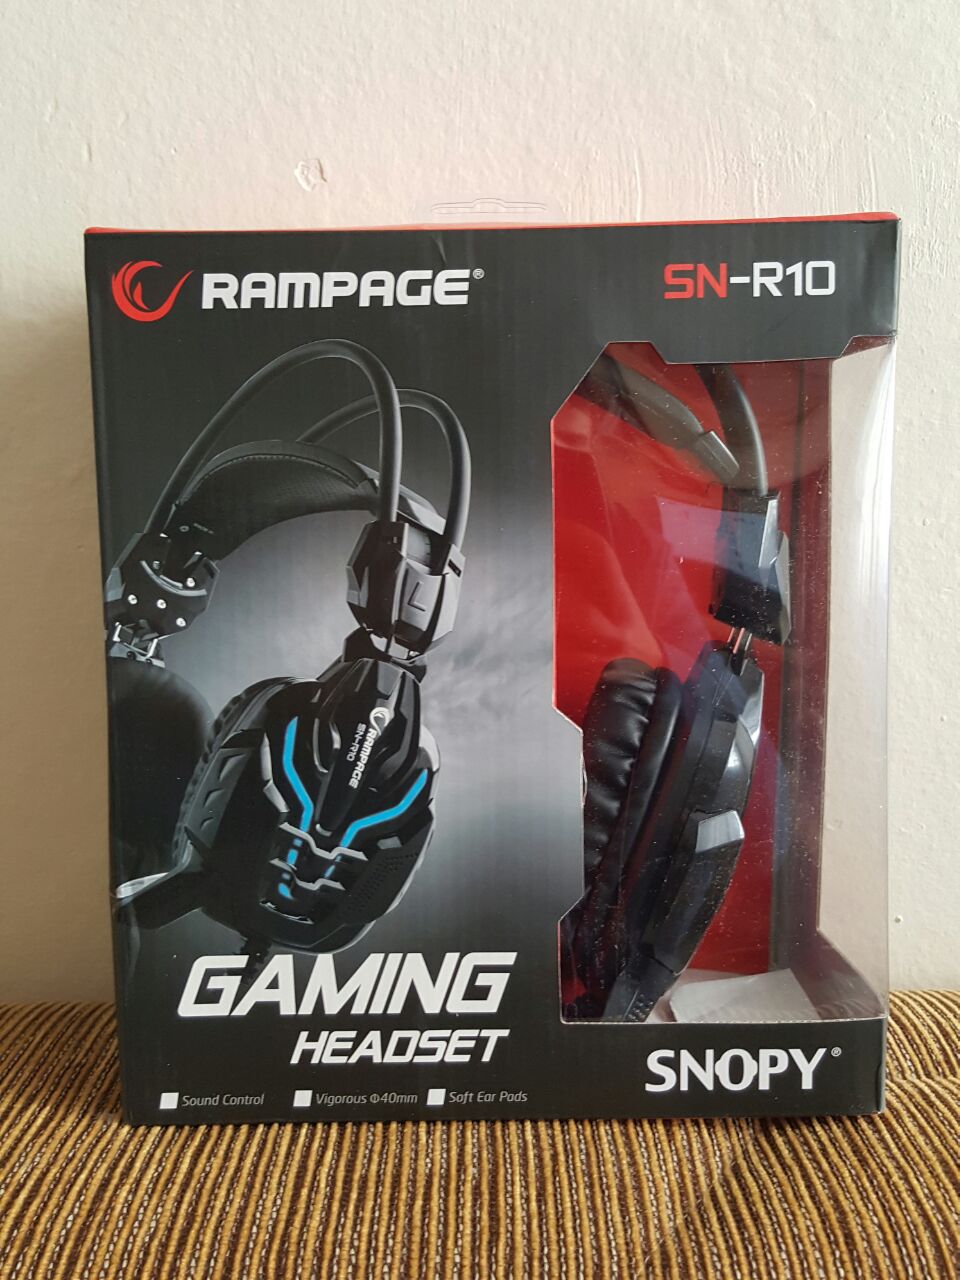 RAMPAGE®
SN-R10
L
RAMPAGE
SN-R10
GAMING
HEADSET
SNOPY®
Sound Control
Vigorous Φ40mm
Soft Ear Pads